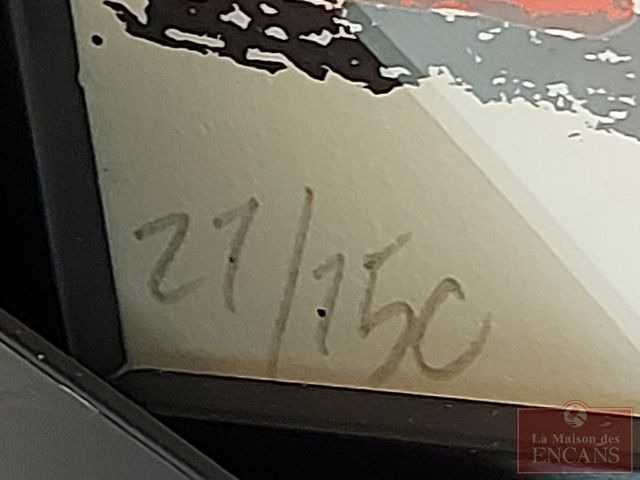 21/150
La Maison des
ENCANS